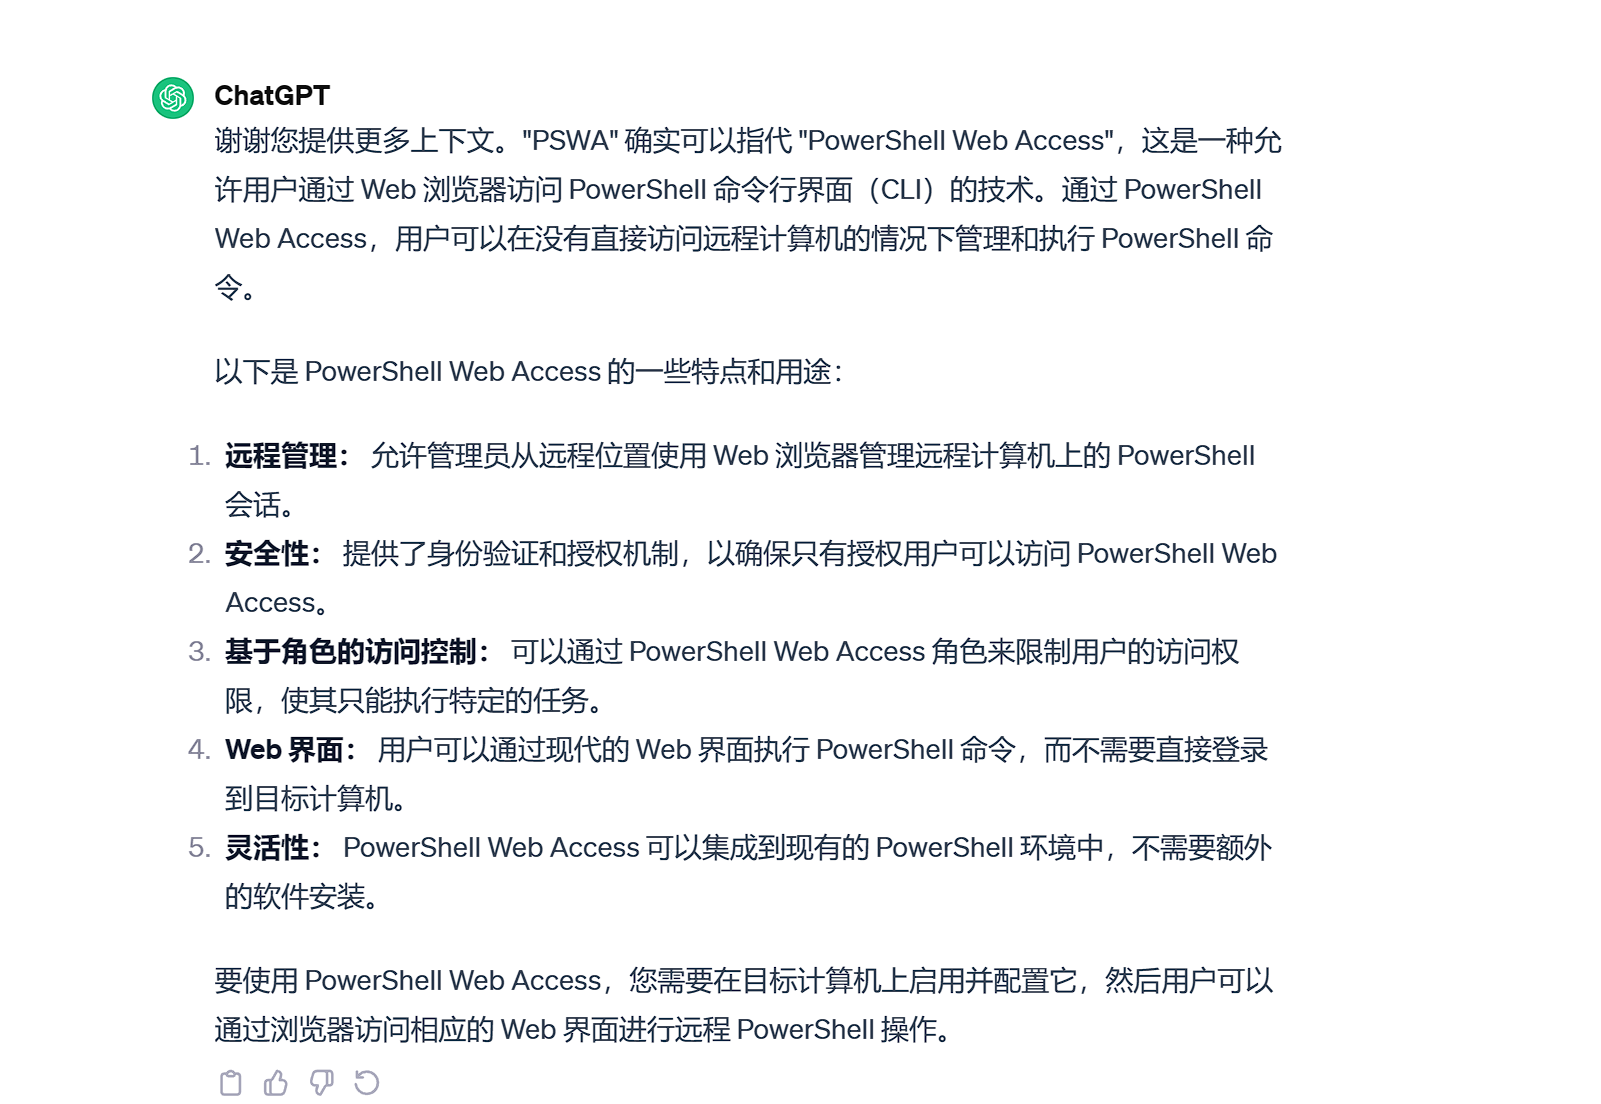 ChatGPT
谢谢您提供更多上下文。"PSWA" 确实可以指代 "PowerShell Web Access"，这是一种允
许用户通过 Web 浏览器访问 PowerShell 命令行界面（CLI）的技术。通过 PowerShell
Web Access，用户可以在没有直接访问远程计算机的情况下管理和执行 PowerShell 命
令。
以下是 PowerShell Web Access 的一些特点和用途：
1. 远程管理： 允许管理员从远程位置使用 Web 浏览器管理远程计算机上的 PowerShell
会话。
2. 安全性： 提供了身份验证和授权机制，以确保只有授权用户可以访问 PowerShell Web
Access。
3. 基于角色的访问控制： 可以通过 PowerShell Web Access 角色来限制用户的访问权
限，使其只能执行特定的任务。
4. Web 界面： 用户可以通过现代的 Web 界面执行 PowerShell 命令，而不需要直接登录
到目标计算机。
5. 灵活性： PowerShell Web Access 可以集成到现有的 PowerShell 环境中，不需要额外
的软件安装。
要使用 PowerShell Web Access，您需要在目标计算机上启用并配置它，然后用户可以
通过浏览器访问相应的 Web 界面进行远程 PowerShell 操作。